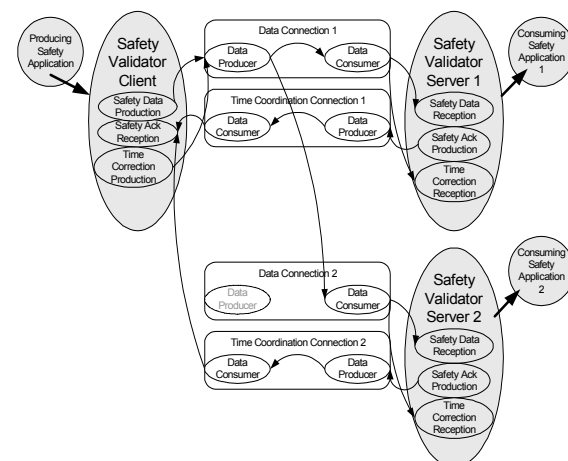 Producing
Safety
Application
Safety
Validator
Client
Safety Data
Production
Safety Ack
Reception
Time
Correction
Production
Data Connection 1
Data
Producer
Data
Consumer
Time Coordination Connection 1
Data
Consumer
Data
Producer
Safety
Validator
Server 1
Safety Data
Reception
Safety Ack
Production
Time
Correction
Reception
Consuming
Safety
Application
1
Data Connection 2
Data
Producer
Data
Consumer
Time Coordination Connection 2
Data
Consumer
Data
Producer
Safety
Validator
Server 2
Safety Data
Reception
Safety Ack
Production
Time
Correction
Reception
Consuming
Safety
Application
2